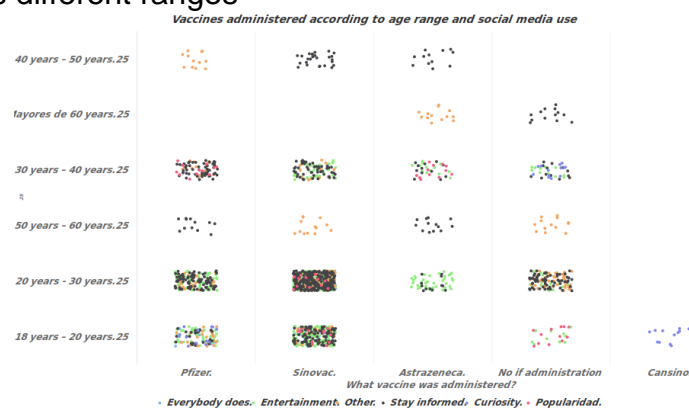 different ranges
Vaccines administered according to age range and social media use
40 years – 50 years.25
ayores de 60 years.25
30 years – 40 years.25
50 years – 60 years.25
20 years - 30 years.25
18 years – 20 years.25
Pfizer. Sinovac. Astrazeneca. No if administration Cansino
What vaccine was administered?
Everybody does. Entertainment. Other. Stay informed. Curiosity. Popularidad.